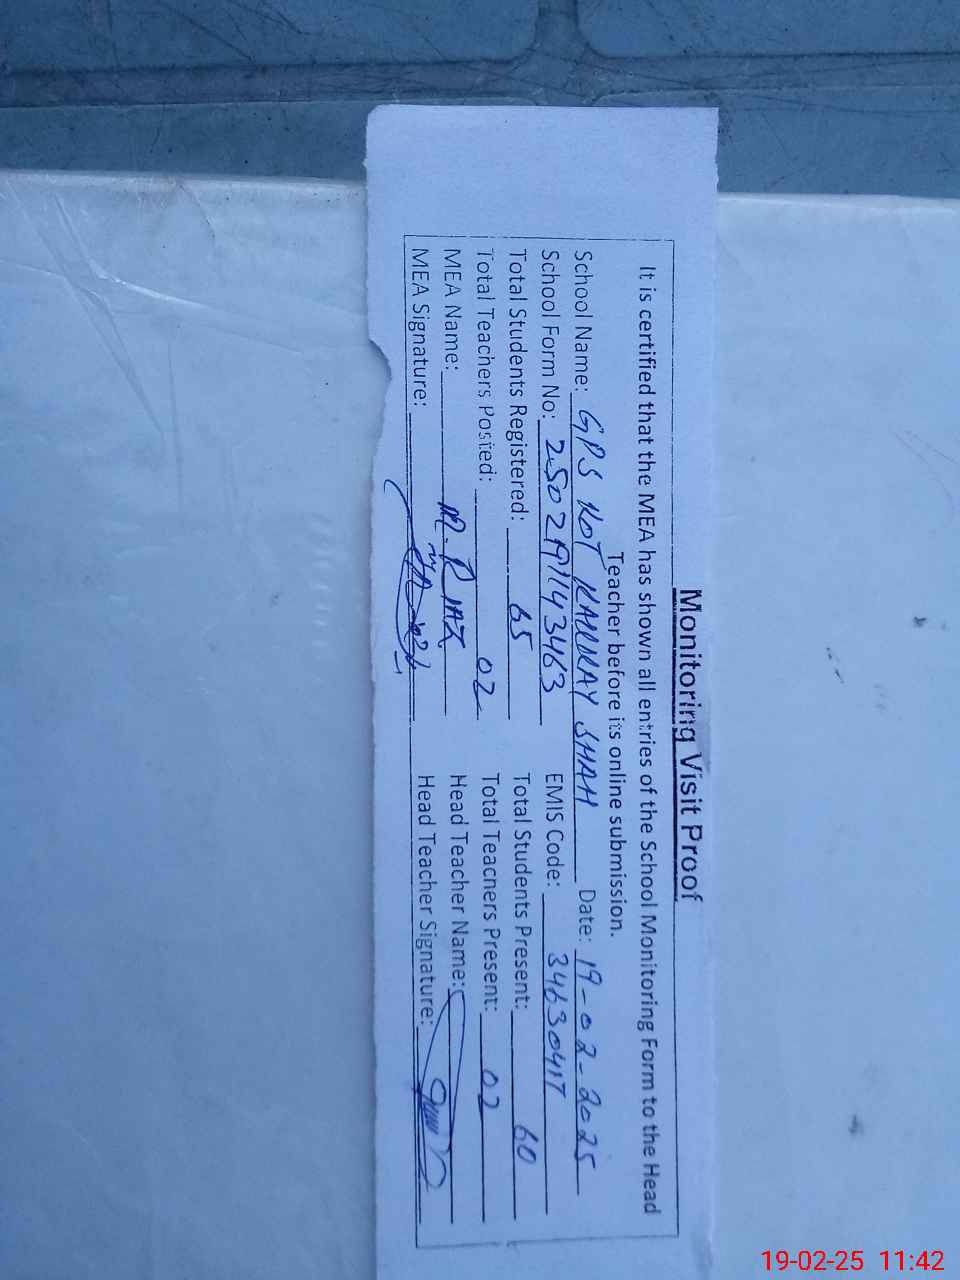 Monitoring Visit Proof
It is certified that the MEA has shown all entries of the School Monitoring Form to the Head
Teacher before its online submission.
School Name: GPS KOT RAHMAY SHAH Date: 19-02-2025
School Form No: 2502191143463 EMIS Code: 34630417
Total Students Registered: 65 Total Students Present: 60
Total Teachers Posted: 02 Total Teachers Present: 02
MEA Name: M. RIAZ Head Teacher Name:
MEA Signature: Head Teacher Signature:
19-02-25 11:42